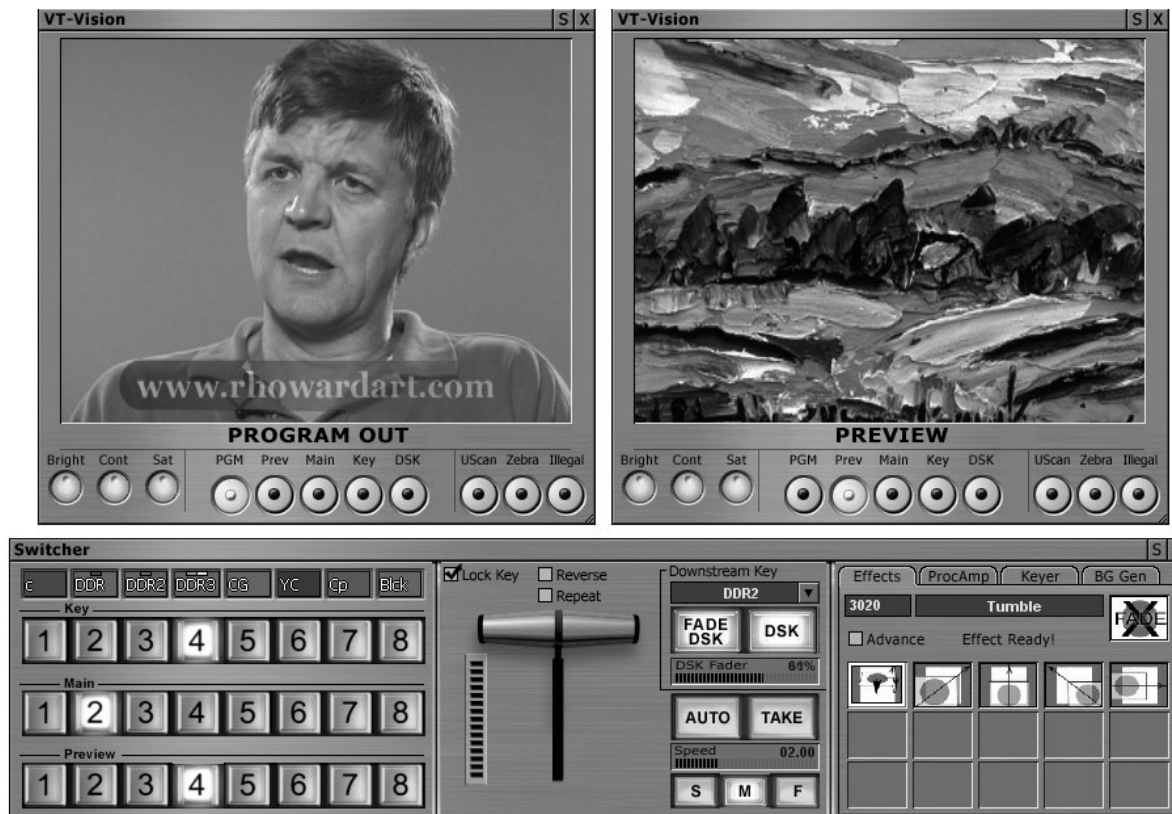 VT-Vision S X
VT-Vision S X
www.rhowardart.com
PROGRAM OUT
PREVIEW
Bright Cont Sat PGM Prev Main Key DSK UScan Zebra Illegal
Bright Cont Sat PGM Prev Main Key DSK UScan Zebra Illegal
Switcher S
c DDR DDR2 DDR3 CG YC Cp Blck
Key
1 2 3 4 5 6 7 8
Main
1 2 3 4 5 6 7 8
Preview
1 2 3 4 5 6 7 8
Lock Key Reverse
Repeat
Downstream Key
DDR2
FADE DSK DSK
DSK Fader
AUTO TAKE
Speed 02.00
S M F
Effects ProcAmp Keyer BG Gen
3020 Tumble
FADE
Advance Effect Ready!